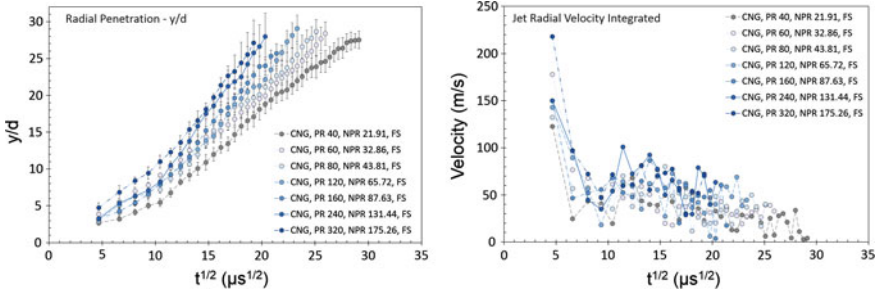 Radial Penetration - y/d
30
25
20
15
10
5
0
y/d
CNG, PR 40, NPR 21.91, FS
CNG, PR 60, NPR 32.86, FS
CNG, PR 80, NPR 43.81, FS
CNG, PR 120, NPR 65.72, FS
CNG, PR 160, NPR 87.63, FS
CNG, PR 240, NPR 131.44, FS
CNG, PR 320, NPR 175.26, FS
0 5 10 15 20 25 30 35
t¹/² (µs¹/²)
Jet Radial Velocity Integrated
250
200
150
100
50
0
Velocity (m/s)
CNG, PR 40, NPR 21.91, FS
CNG, PR 60, NPR 32.86, FS
CNG, PR 80, NPR 43.81, FS
CNG, PR 120, NPR 65.72, FS
CNG, PR 160, NPR 87.63, FS
CNG, PR 240, NPR 131.44, FS
CNG, PR 320, NPR 175.26, FS
0 5 10 15 20 25 30 35
t¹/² (µs¹/²)